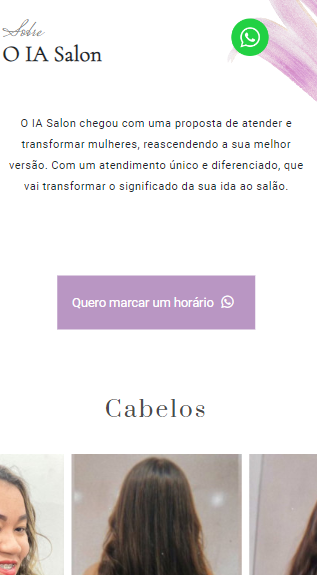 Sobre
O IA Salon
O IA Salon chegou com uma proposta de atender e
transformar mulheres, reascendendo a sua melhor
versão. Com um atendimento único e diferenciado, que
vai transformar o significado da sua ida ao salão.
Quero marcar um horário
Cabelos